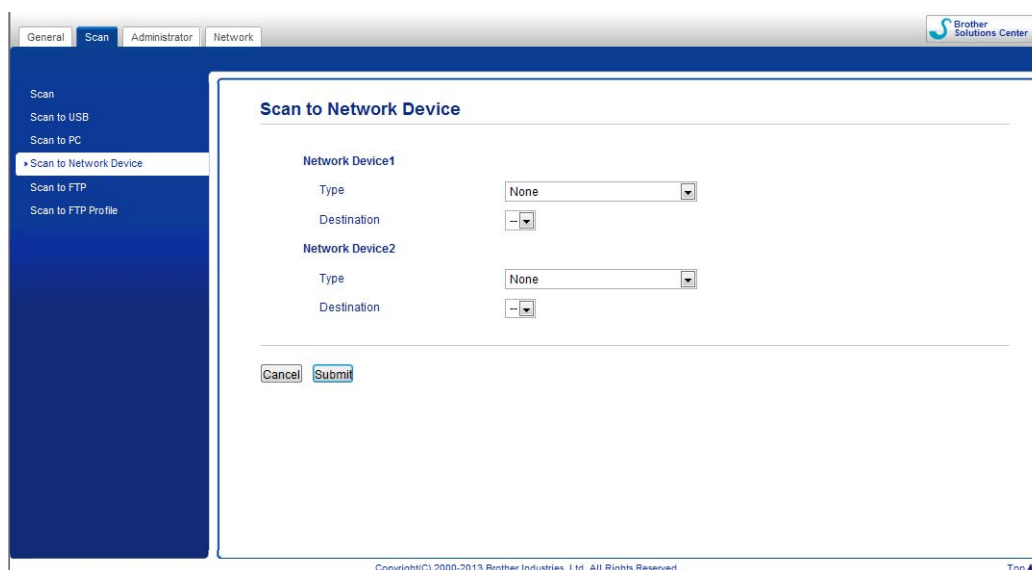 General Scan Administrator Network
Brother
Solutions Center
Scan
Scan to USB
Scan to PC
Scan to Network Device
Scan to FTP
Scan to FTP Profile
Scan to Network Device
Network Device1
Type None
Destination --
Network Device2
Type None
Destination --
Cancel Submit
Copyright(C) 2000-2013 Brother Industries, Ltd. All Rights Reserved.
Top